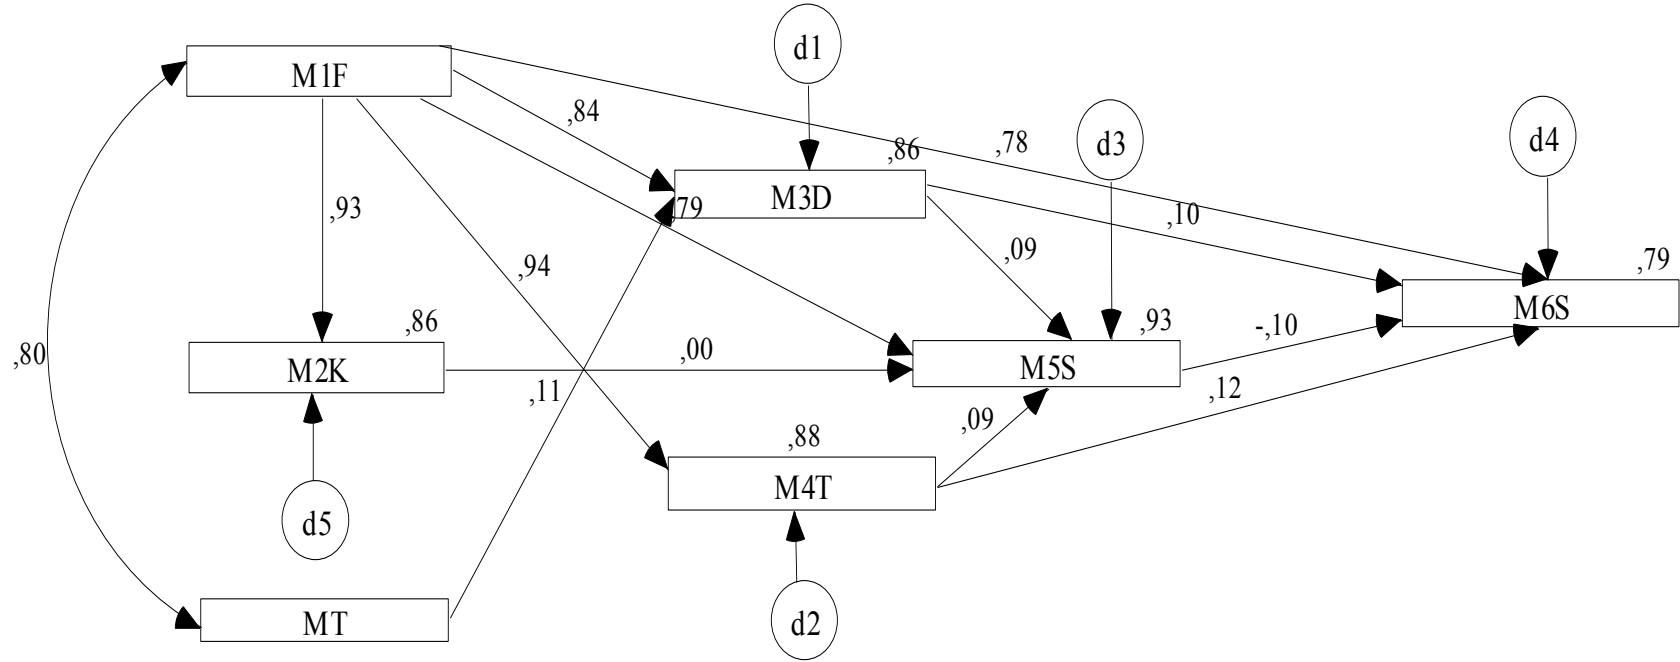 d1
M1F
,84
,86
,78
d3
d4
M3D
,93
,79
,10
,94
,09
,79
M6S
,86
,93
-,10
,80
M2K
,00
M5S
,11
,12
,09
,88
M4T
d5
MT
d2